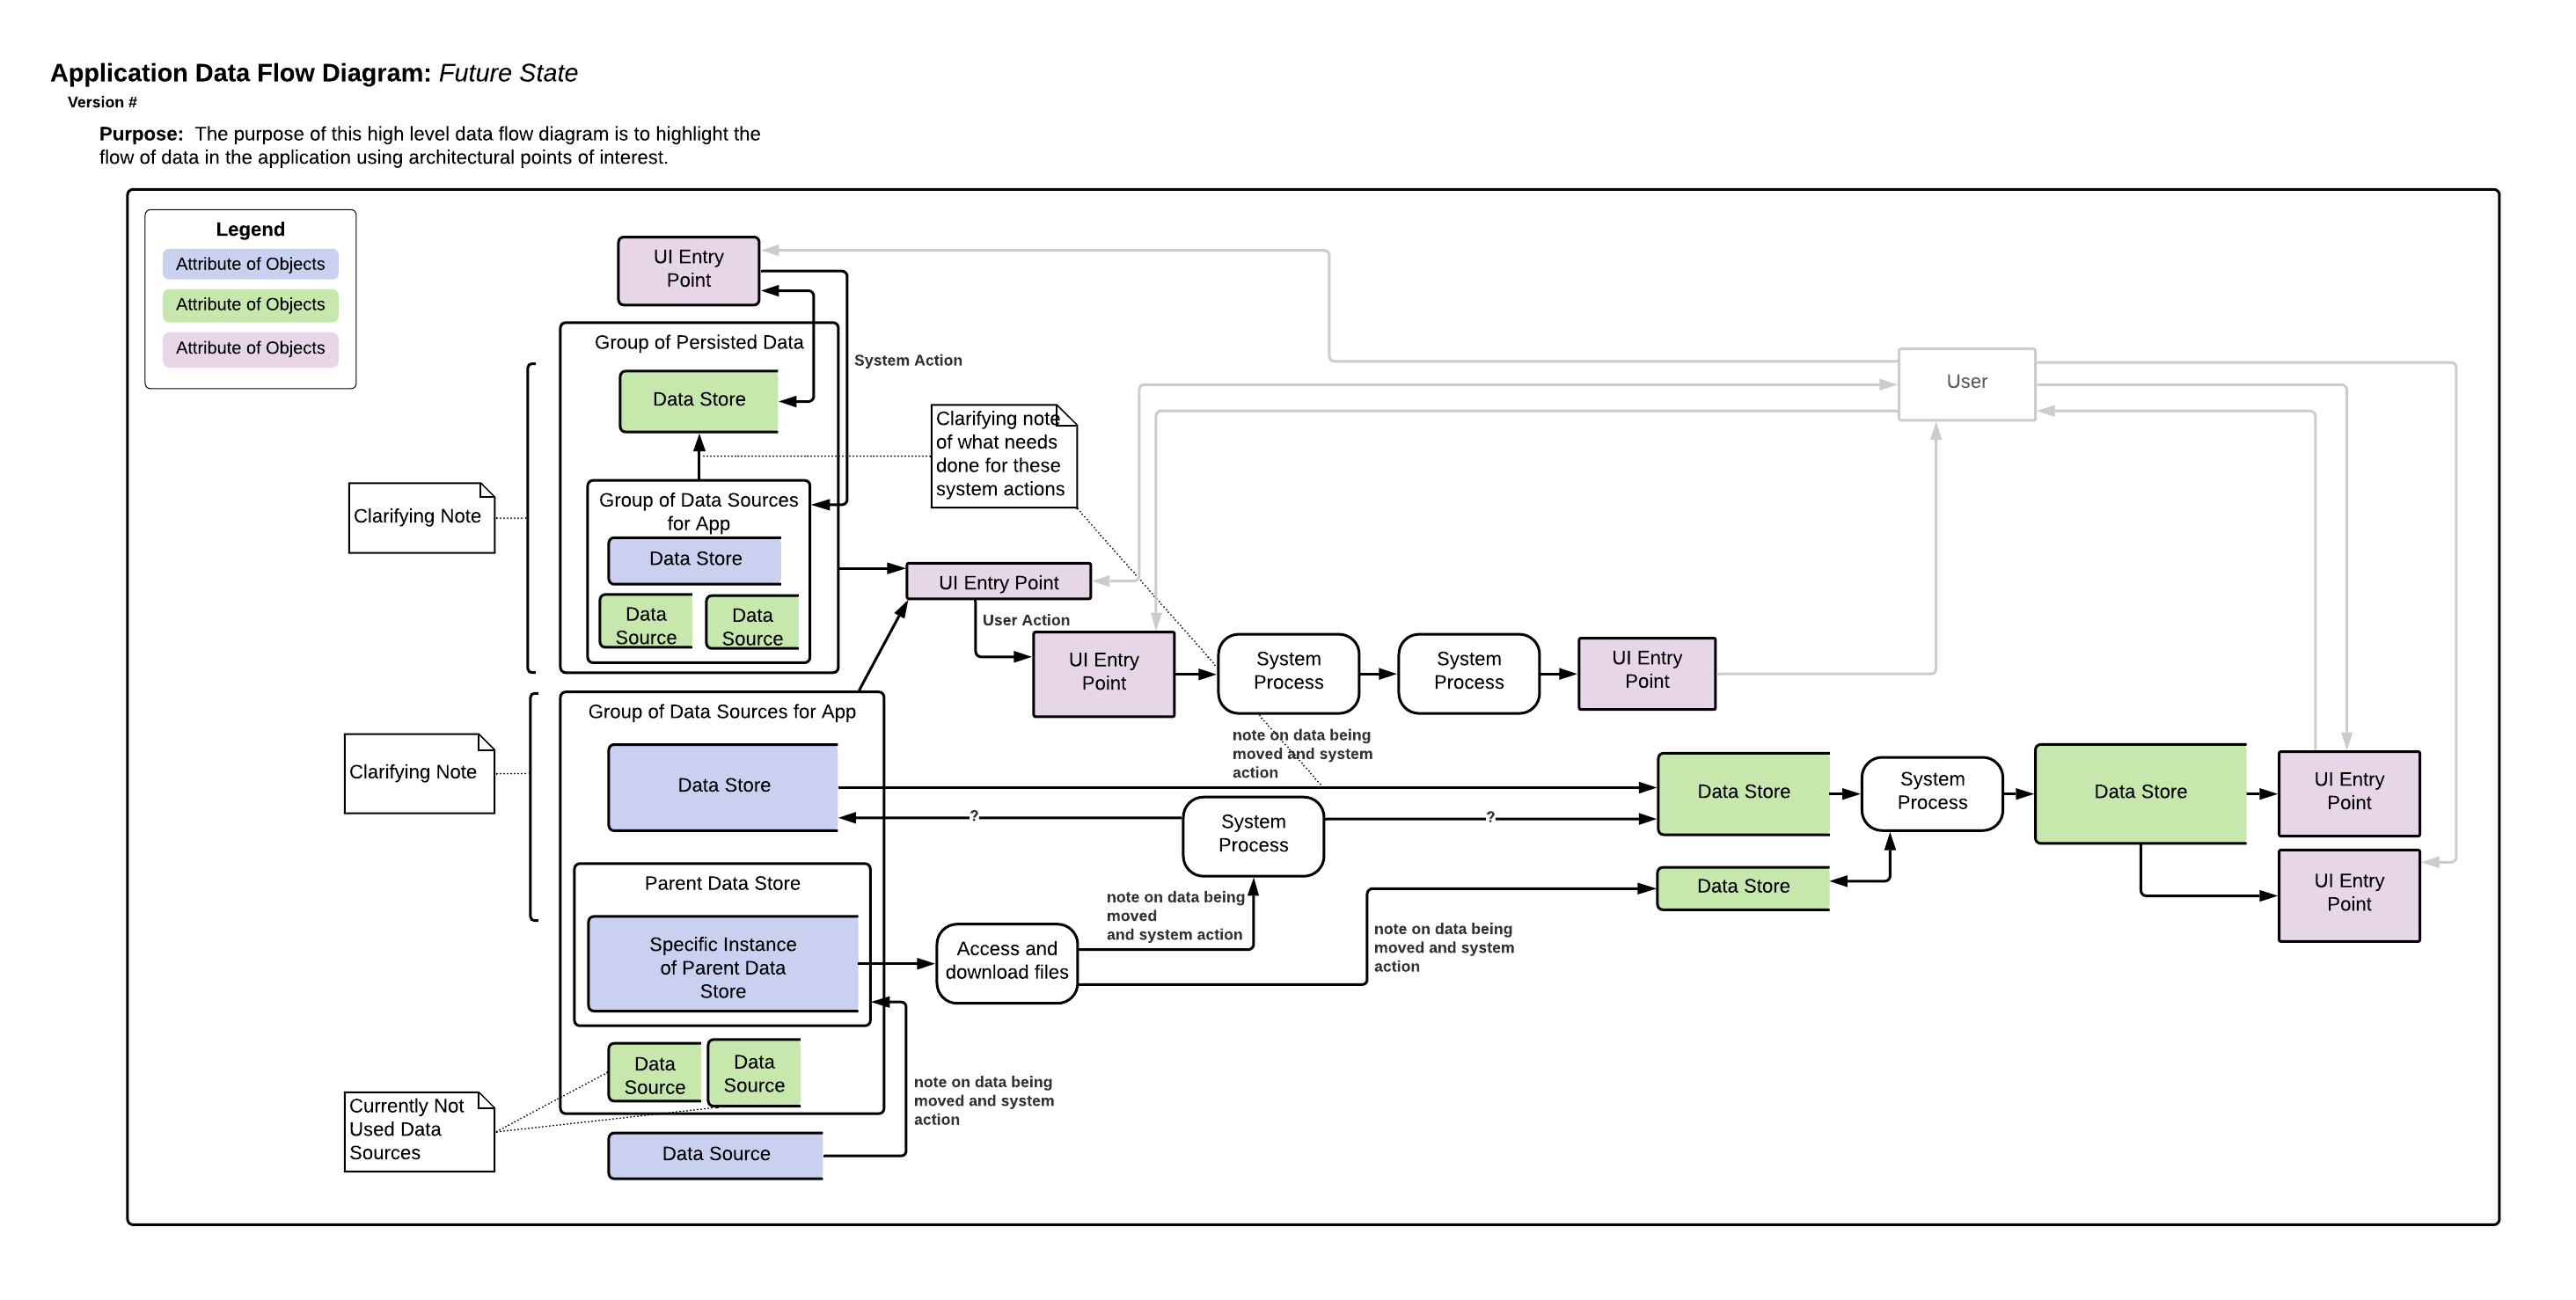 Application Data Flow Diagram: Future State
Version #
Purpose: The purpose of this high level data flow diagram is to highlight the
flow of data in the application using architectural points of interest.
Legend
Attribute of Objects
Attribute of Objects
Attribute of Objects
UI Entry
Point
Group of Persisted Data
System Action
Data Store
User
Clarifying note
of what needs
done for these
system actions
Clarifying Note
Group of Data Sources
for App
Data Store
Data
Source
Data
Source
UI Entry Point
User Action
UI Entry
Point
System
Process
System
Process
UI Entry
Point
Group of Data Sources for App
note on data being
moved and system
action
Clarifying Note
Data Store
Data Store
System
Process
Data Store
UI Entry
Point
?
System
Process
?
Parent Data Store
Data Store
UI Entry
Point
note on data being
moved
and system action
Specific Instance
of Parent Data
Store
Access and
download files
note on data being
moved and system
action
Data
Source
Data
Source
note on data being
moved and system
action
Currently Not
Used Data
Sources
Data Source